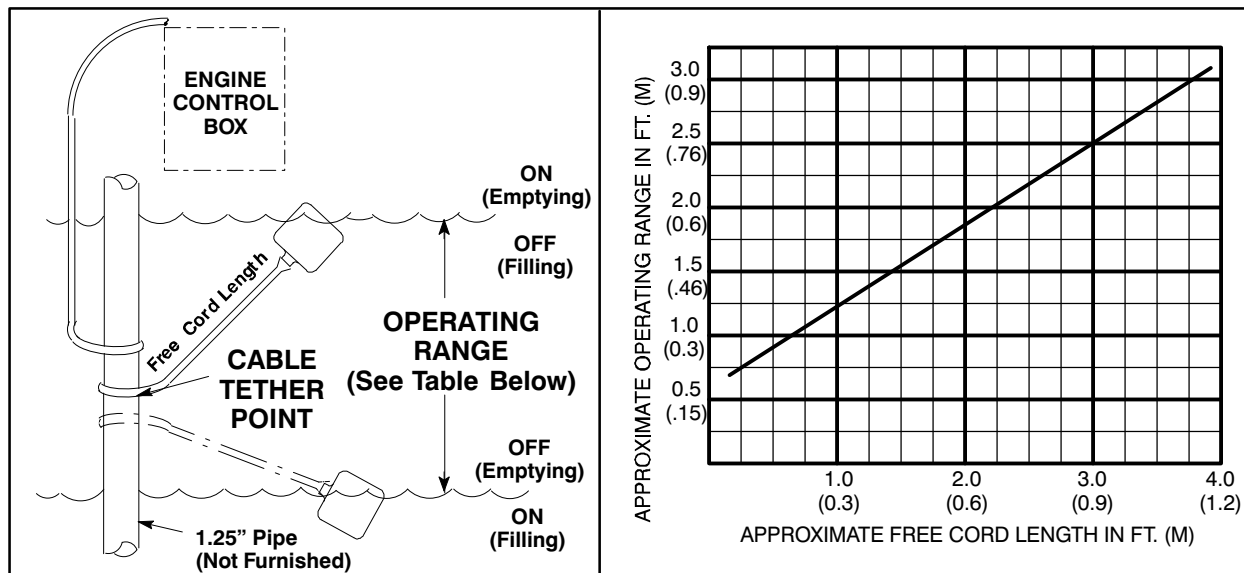 ENGINE
CONTROL
BOX
ON
(Emptying)
OFF
(Filling)
Free Cord Length
OPERATING
RANGE
(See Table Below)
CABLE
TETHER
POINT
OFF
(Emptying)
ON
(Filling)
1.25” Pipe
(Not Furnished)
APPROXIMATE OPERATING RANGE IN FT. (M)
3.0
(0.9)
2.5
(.76)
2.0
(0.6)
1.5
(.46)
1.0
(0.3)
0.5
(.15)
1.0 2.0 3.0 4.0
(0.3) (0.6) (0.9) (1.2)
APPROXIMATE FREE CORD LENGTH IN FT. (M)